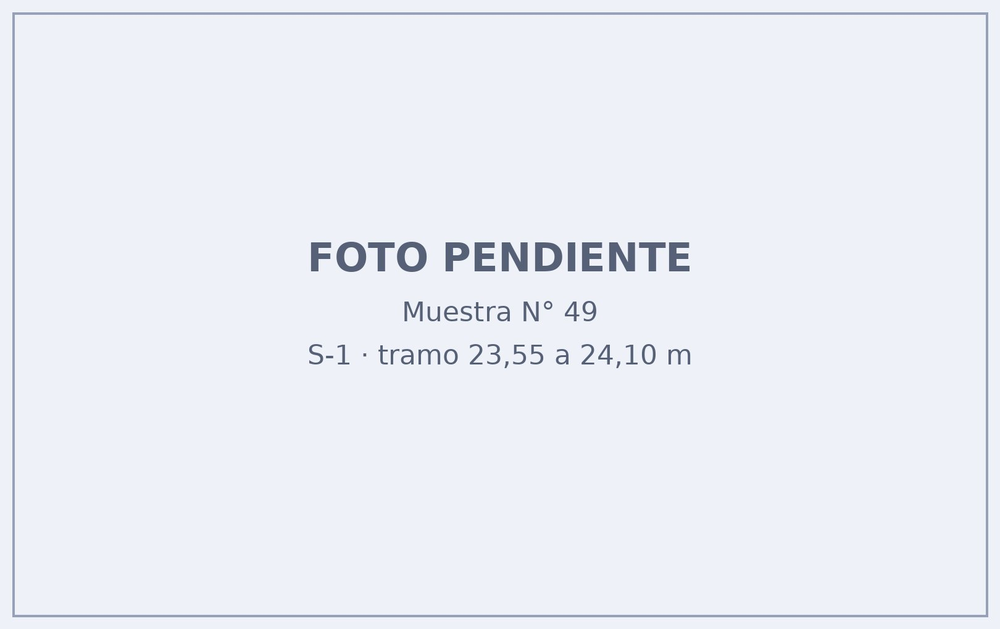 FOTO PENDIENTE
Muestra N° 49
S-1 · tramo 23,55 a 24,10 m